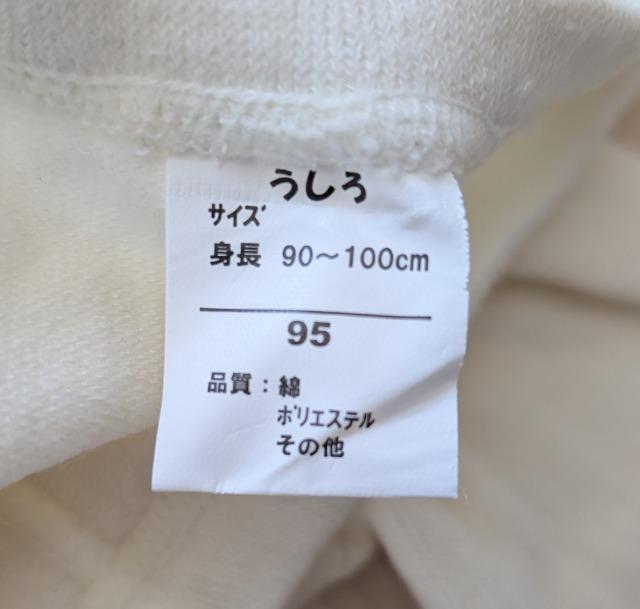 うしろ
サイズ
身長 90～100cm
95
品質：綿
ポリエステル
その他